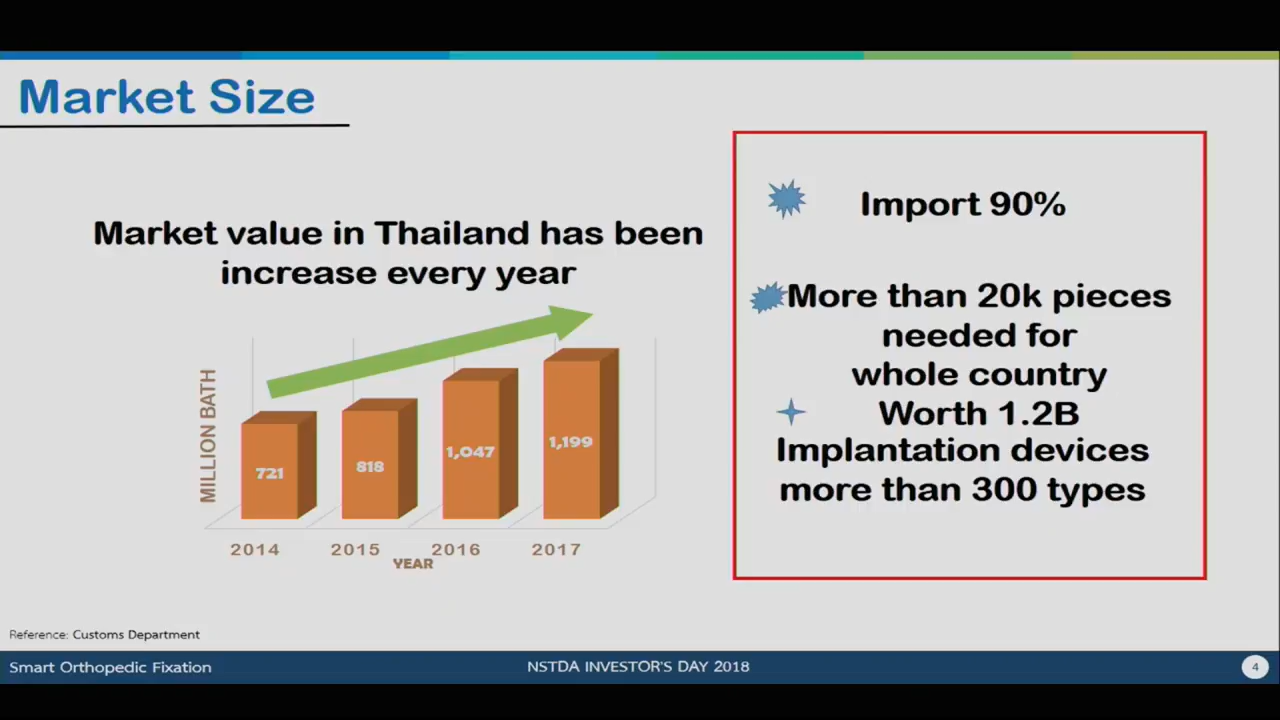 Market Size
Market value in Thailand has been
increase every year
MILLION BATH
721
818
1,047
1,199
2014
2015
2016
2017
YEAR
Import 90%
More than 20k pieces
needed for
whole country
Worth 1.2B
Implantation devices
more than 300 types
Reference: Customs Department
Smart Orthopedic Fixation
NSTDA INVESTOR'S DAY 2018
4